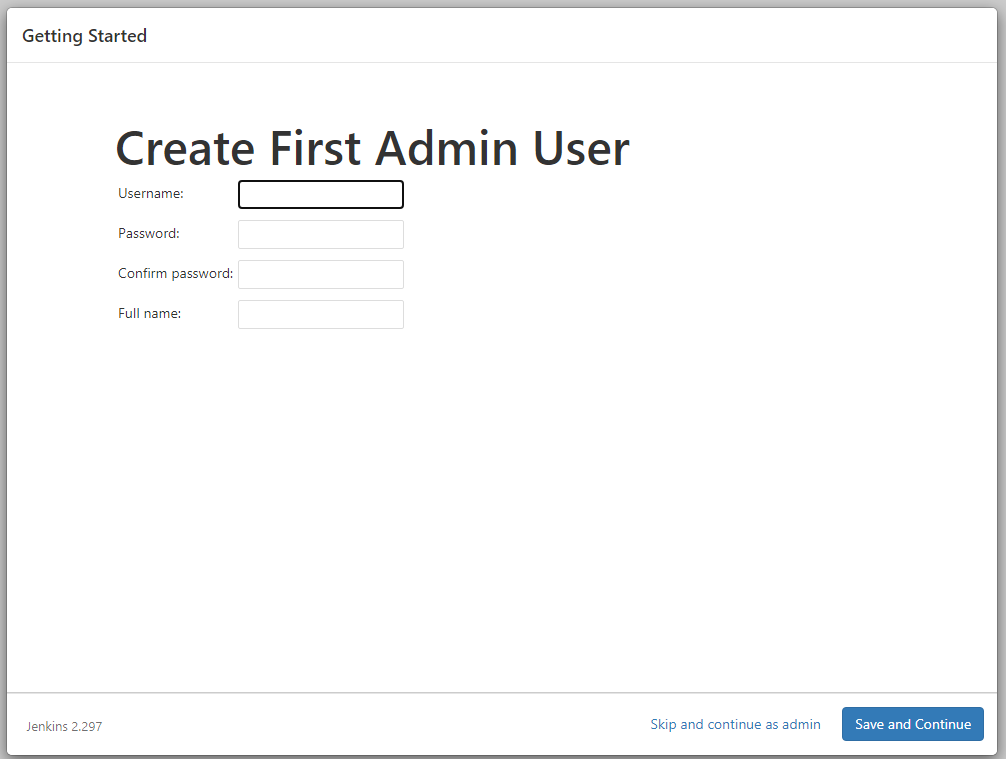 Getting Started
Create First Admin User
Username:
Password:
Confirm password:
Full name:
Jenkins 2.297
Skip and continue as admin
Save and Continue